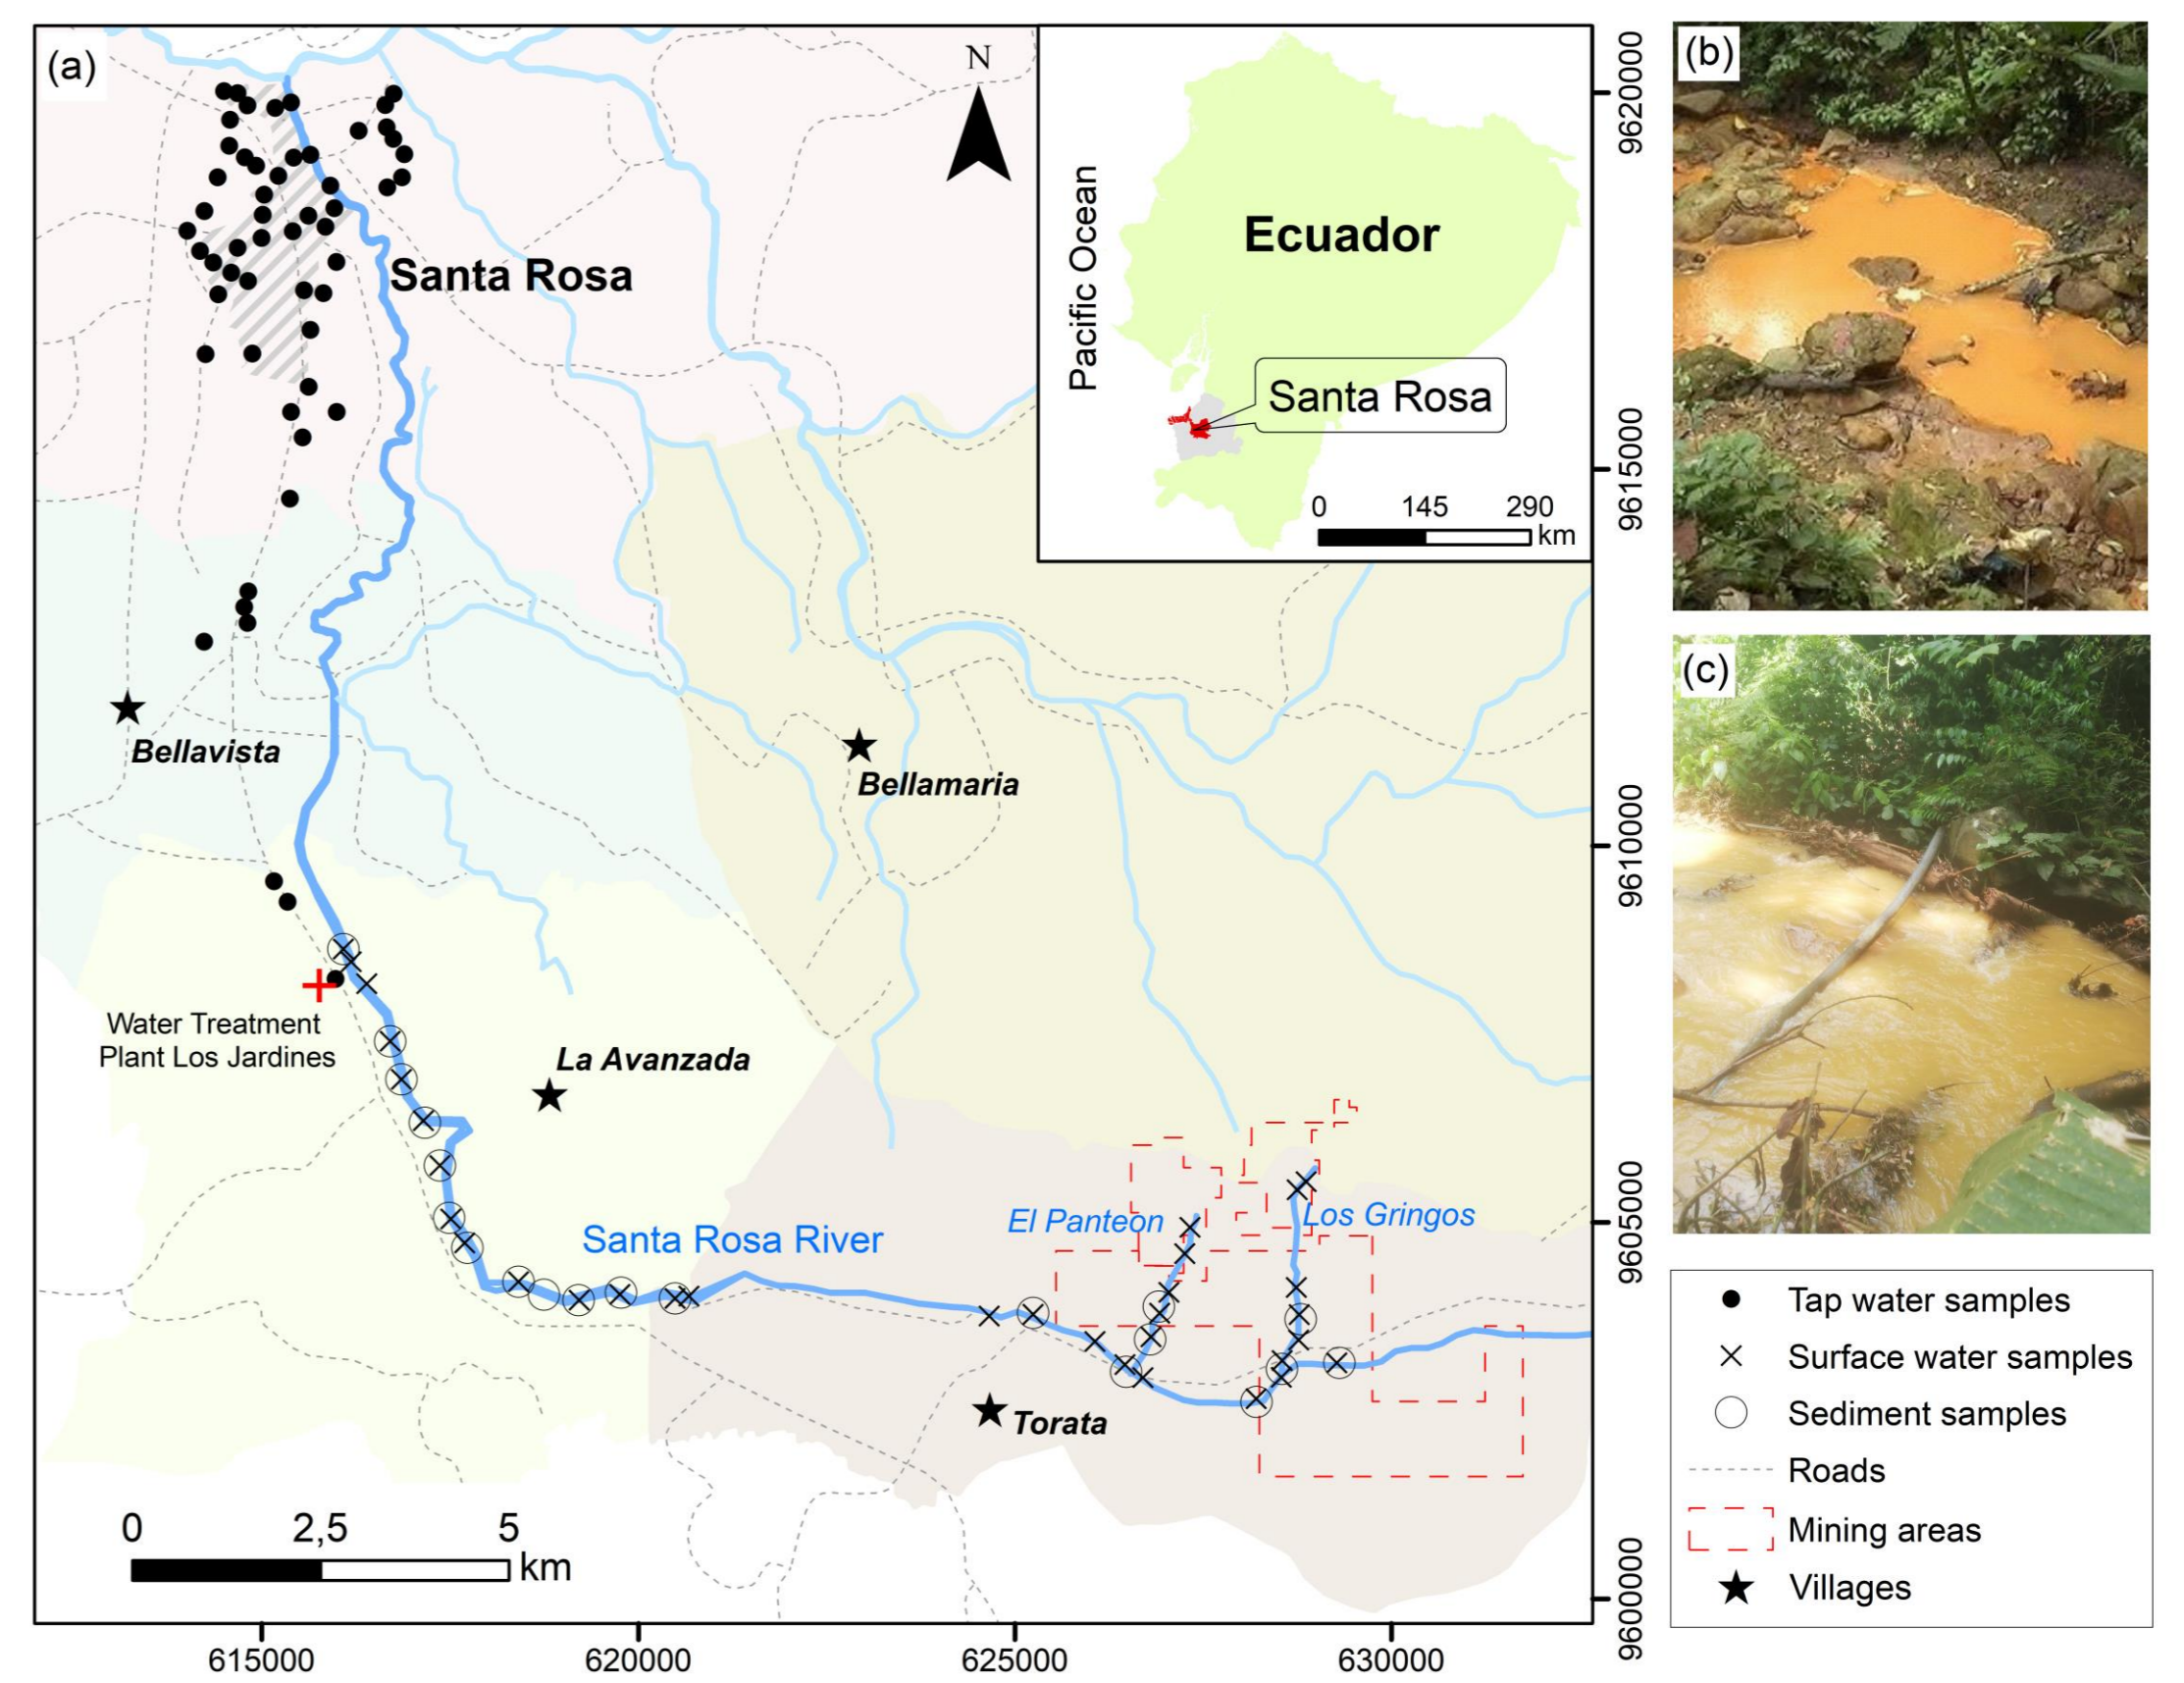 (a)
N
Santa Rosa
Pacific Ocean
Ecuador
Santa Rosa
0 145 290
km
Bellavista
Bellamaria
Water Treatment
Plant Los Jardines
La Avanzada
Santa Rosa River
El Panteon
Los Gringos
Torata
0 2,5 5
km
615000 620000 625000 630000
9620000
9615000
9610000
9605000
9600000
(b)
(c)
Tap water samples
Surface water samples
Sediment samples
Roads
Mining areas
Villages